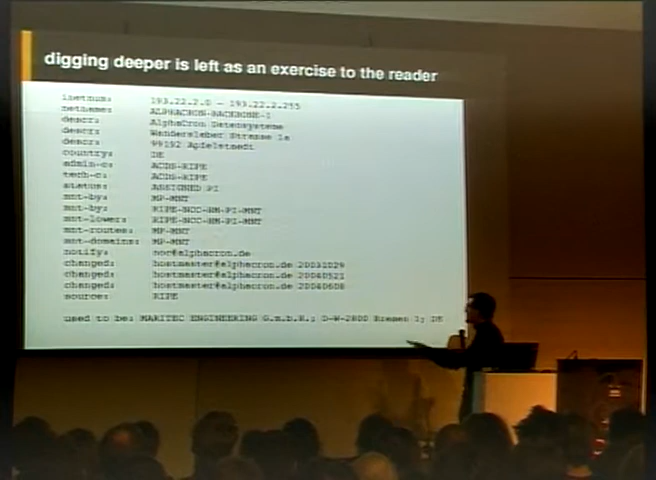 digging deeper is left as an exercise to the reader
inetnum: 193.22.2.0 - 193.22.2.255
netname: ALPHACRON-BACKBONE-1
descr: AlphaCron Datensysteme
descr: Wandersleber Strasse 1a
descr: 99192 Apfelstaedt
country: DE
admin-c: ACDS-RIPE
tech-c: ACDS-RIPE
status: ASSIGNED PI
mnt-by: MP-MNT
mnt-by: RIPE-NCC-HM-PI-MNT
mnt-lower: RIPE-NCC-HM-PI-MNT
mnt-routes: MP-MNT
mnt-domains: MP-MNT
notify: noc@alphacron.de
changed: hostmaster@alphacron.de 20031029
changed: hostmaster@alphacron.de 20040521
changed: hostmaster@alphacron.de 20040608
source: RIPE
used to be: MARITEC ENGINEERING G.m.b.H.; D-W-2800 Bremen 1; DE